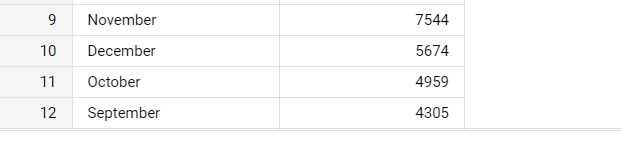 9 November 7544
10 December 5674
11 October 4959
12 September 4305